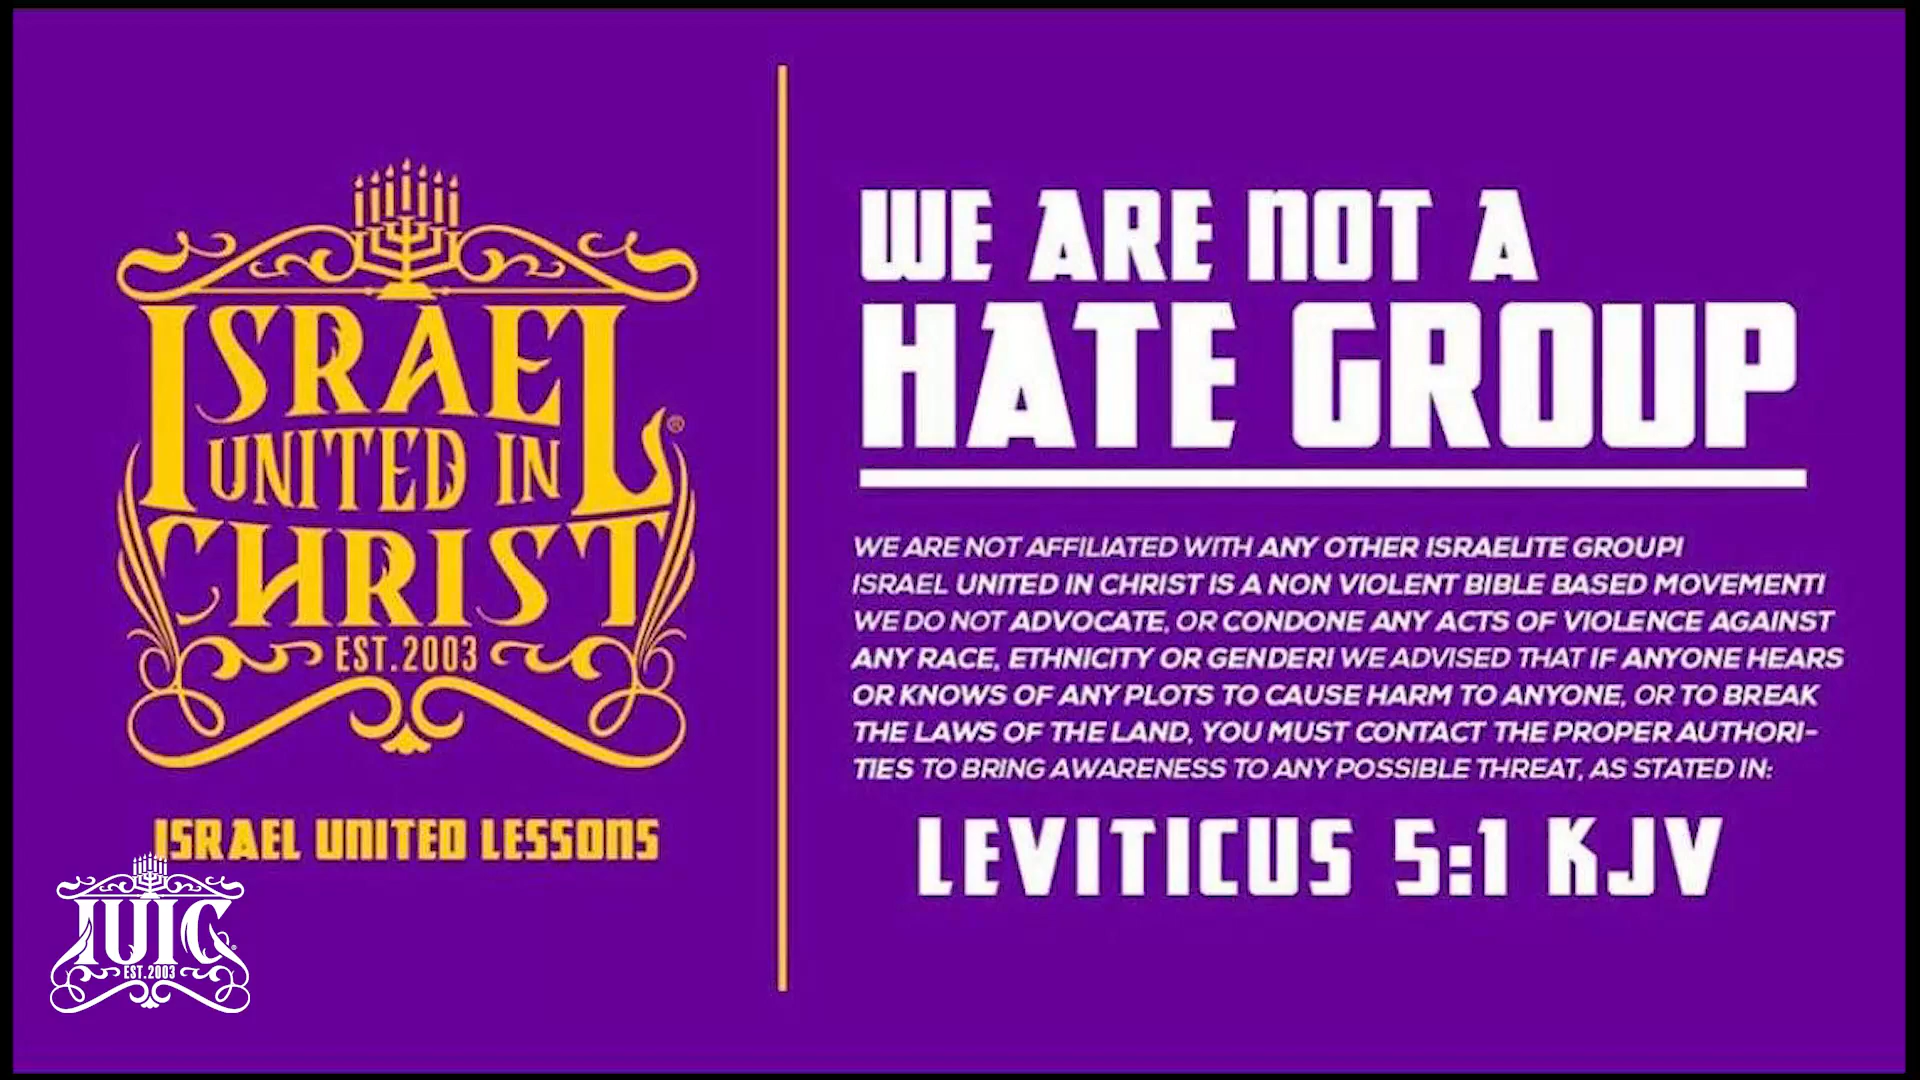 ISRAEL
UNITED IN
CHRIST
®
EST.2003
ISRAEL UNITED LESSONS
IUIC
EST.2003
WE ARE NOT A
HATE GROUP
WE ARE NOT AFFILIATED WITH ANY OTHER ISRAELITE GROUP!
ISRAEL UNITED IN CHRIST IS A NON VIOLENT BIBLE BASED MOVEMENT!
WE DO NOT ADVOCATE, OR CONDONE ANY ACTS OF VIOLENCE AGAINST
ANY RACE, ETHNICITY OR GENDER! WE ADVISED THAT IF ANYONE HEARS
OR KNOWS OF ANY PLOTS TO CAUSE HARM TO ANYONE, OR TO BREAK
THE LAWS OF THE LAND, YOU MUST CONTACT THE PROPER AUTHORI-
TIES TO BRING AWARENESS TO ANY POSSIBLE THREAT, AS STATED IN:
LEVITICUS 5:1 KJV